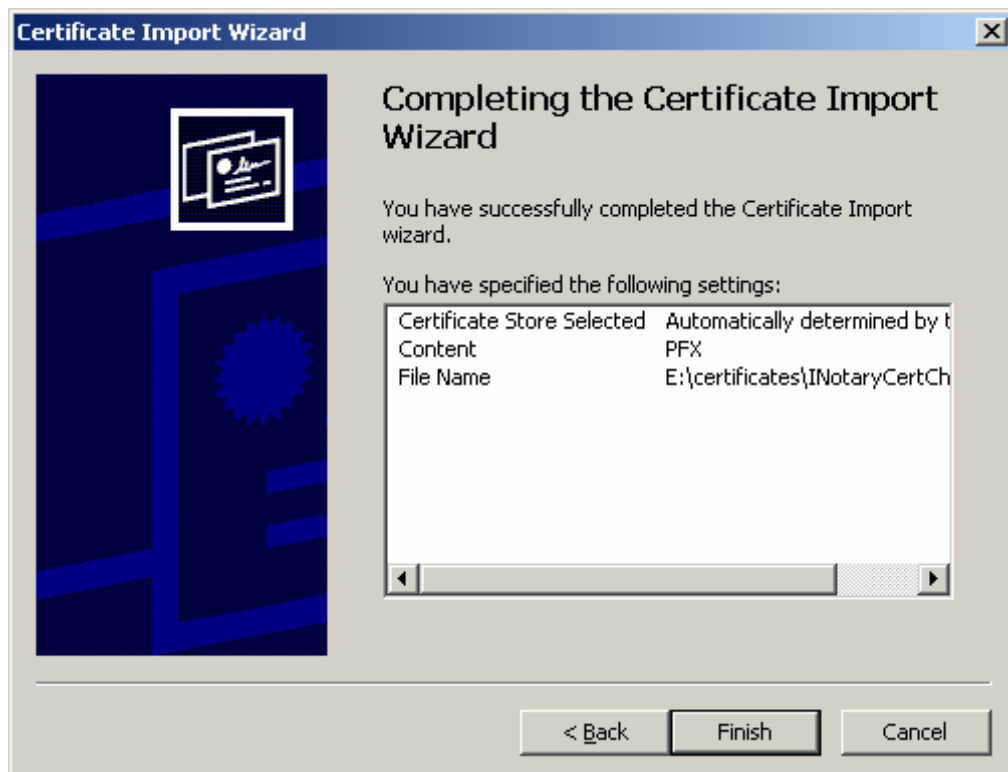 Certificate Import Wizard
Completing the Certificate Import
Wizard
You have successfully completed the Certificate Import
wizard.
You have specified the following settings:
Certificate Store Selected Automatically determined by t
Content PFX
File Name E:\certificates\INotaryCertCh
< Back Finish Cancel